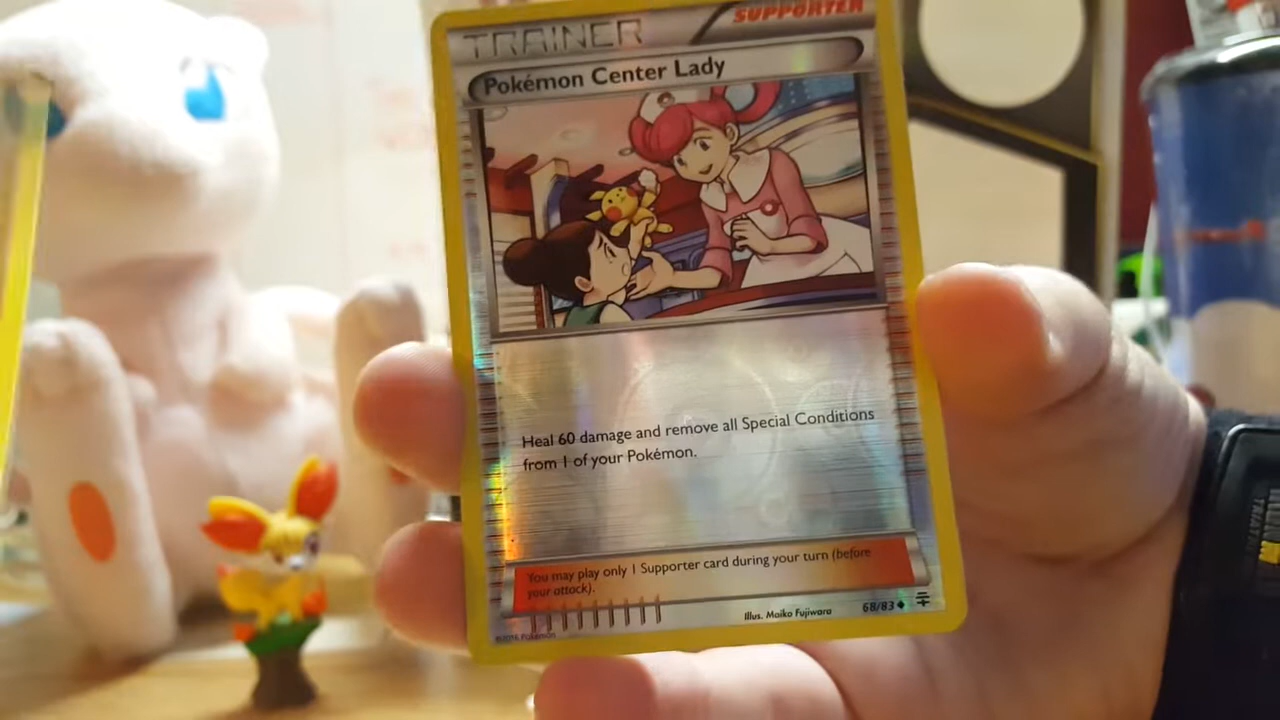 TRAINER
SUPPORTER
Pokémon Center Lady
Heal 60 damage and remove all Special Conditions
from 1 of your Pokémon.
You may play only 1 Supporter card during your turn (before
your attack).
Illus. Maiko Fujiwara
68/83